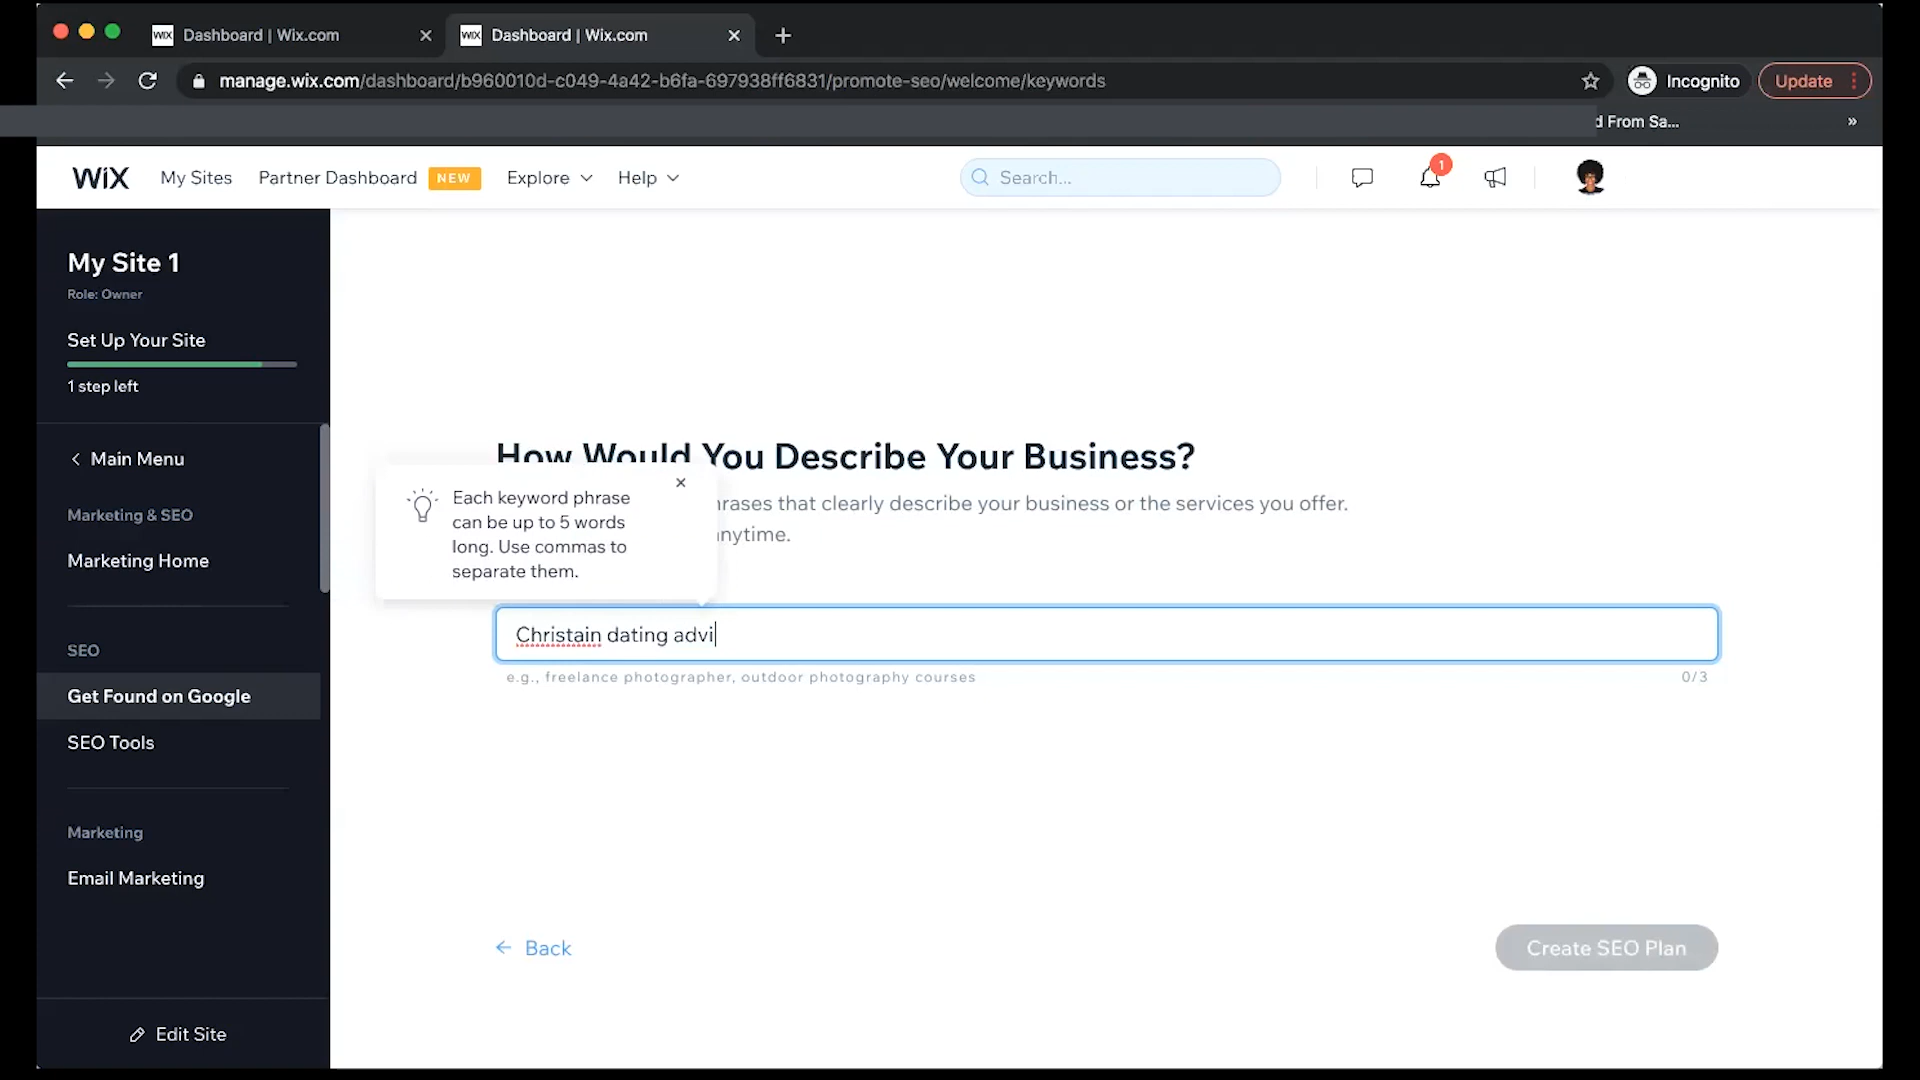 WiX Dashboard | Wix.com
WiX Dashboard | Wix.com
manage.wix.com/dashboard/b960010d-c049-4a42-b6fa-697938ff6831/promote-seo/welcome/keywords
Incognito
Update
d From Sa...
»
WiX
My Sites
Partner Dashboard NEW
Explore
Help
Search...
1
My Site 1
Role: Owner
Set Up Your Site
1 step left
Main Menu
Marketing & SEO
Marketing Home
SEO
Get Found on Google
SEO Tools
Marketing
Email Marketing
Edit Site
How Would You Describe Your Business?
hrases that clearly describe your business or the services you offer.
anytime.
Each keyword phrase
can be up to 5 words
long. Use commas to
separate them.
Christain dating advi
e.g., freelance photographer, outdoor photography courses
0/3
Back
Create SEO Plan